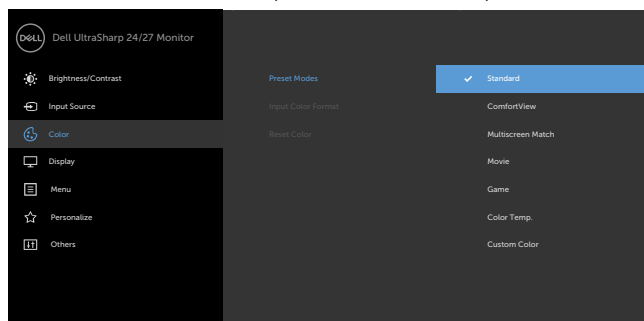 DELL Dell UltraSharp 24/27 Monitor
Brightness/Contrast Preset Modes Standard
Input Source Input Color Format ComfortView
Color Reset Color Multiscreen Match
Display Movie
Menu Game
Personalize Color Temp.
Others Custom Color